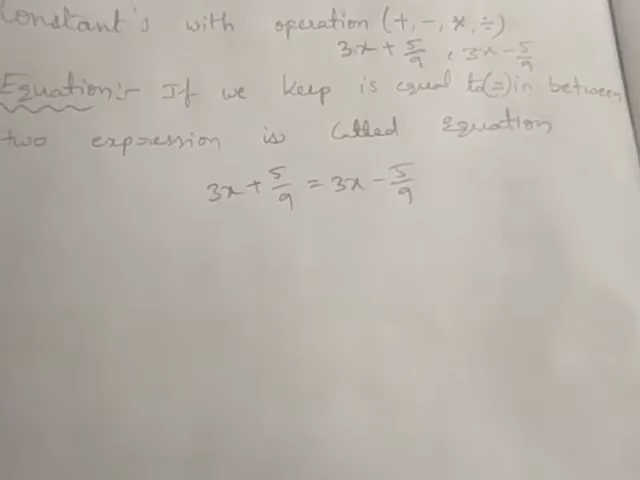 Constant's with operation (+, -, *, ÷)
3x + 5/9, 3x - 5/9
Equation:- If we keep is equal to(=) in between
two expression is called Equation
3x + 5/9 = 3x - 5/9